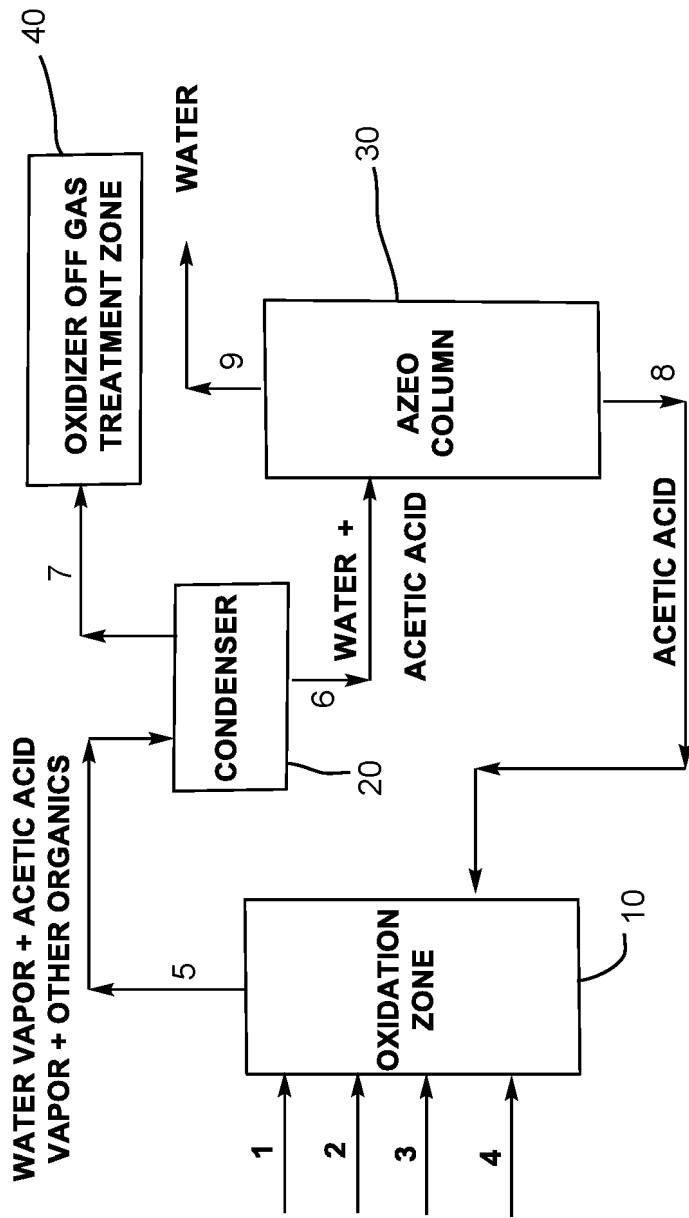 WATER VAPOR + ACETIC ACID
VAPOR + OTHER ORGANICS
1
2
3
4
5
OXIDATION
ZONE
10
CONDENSER
20
6
7
WATER +
ACETIC ACID
OXIDIZER OFF GAS
TREATMENT ZONE
40
AZEO
COLUMN
30
9
WATER
8
ACETIC ACID